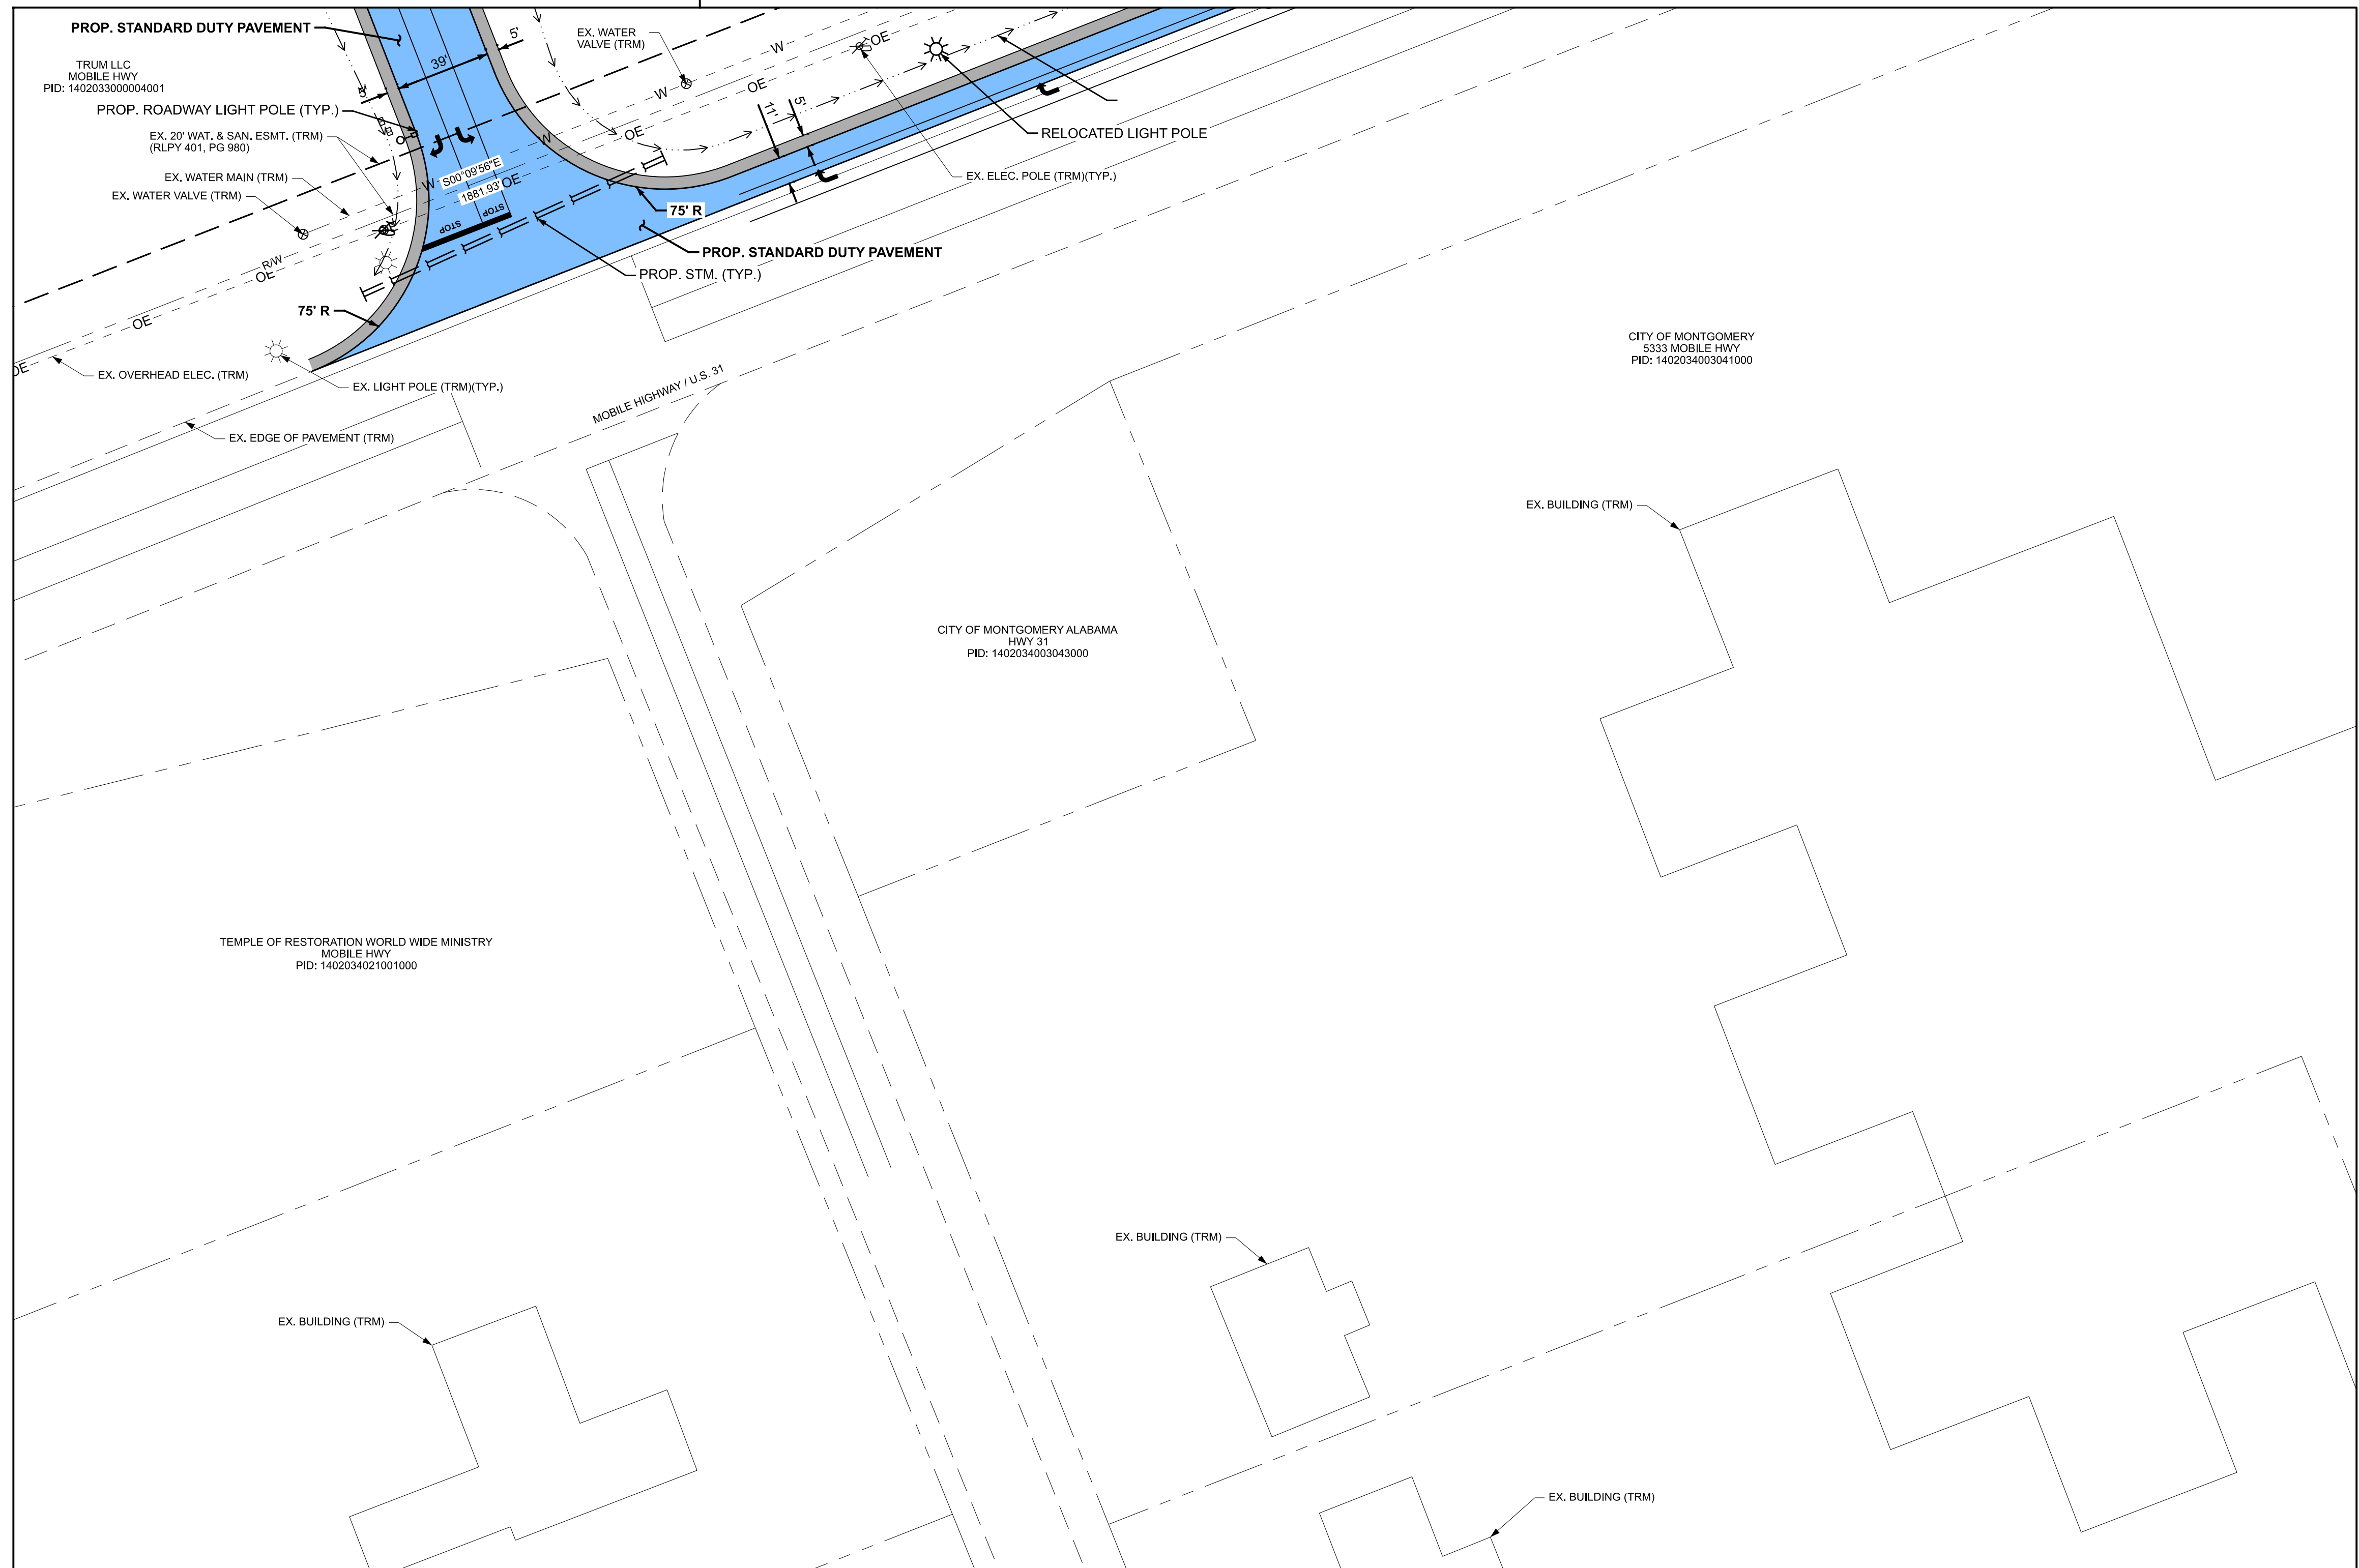 PROP. STANDARD DUTY PAVEMENT
TRUM LLC
MOBILE HWY
PID: 1402033000004001
PROP. ROADWAY LIGHT POLE (TYP.)
EX. 20' WAT. & SAN. ESMT. (TRM)
(RLPY 401, PG 980)
EX. WATER MAIN (TRM)
EX. WATER VALVE (TRM)
39'
5'
5'
EX. WATER
VALVE (TRM)
W
W
W
W
OE
OE
OE
OE
S00°09'56"E
1881.93'
STOP
STOP
11'
5'
RELOCATED LIGHT POLE
EX. ELEC. POLE (TRM)(TYP.)
75' R
PROP. STANDARD DUTY PAVEMENT
PROP. STM. (TYP.)
R/W
OE
OE
OE
75' R
EX. OVERHEAD ELEC. (TRM)
EX. LIGHT POLE (TRM)(TYP.)
EX. EDGE OF PAVEMENT (TRM)
MOBILE HIGHWAY / U.S. 31
CITY OF MONTGOMERY
5333 MOBILE HWY
PID: 1402034003041000
EX. BUILDING (TRM)
CITY OF MONTGOMERY ALABAMA
HWY 31
PID: 1402034003043000
TEMPLE OF RESTORATION WORLD WIDE MINISTRY
MOBILE HWY
PID: 1402034021001000
EX. BUILDING (TRM)
EX. BUILDING (TRM)
EX. BUILDING (TRM)